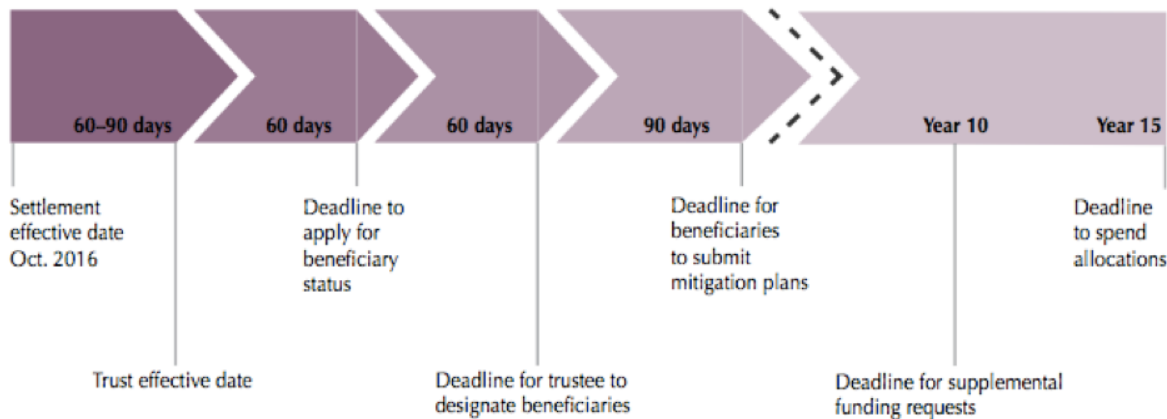 60–90 days
60 days
60 days
90 days
Year 10
Year 15
Settlement
effective date
Oct. 2016
Deadline to
apply for
beneficiary
status
Deadline for
beneficiaries
to submit
mitigation plans
Deadline
to spend
allocations
Trust effective date
Deadline for trustee to
designate beneficiaries
Deadline for supplemental
funding requests